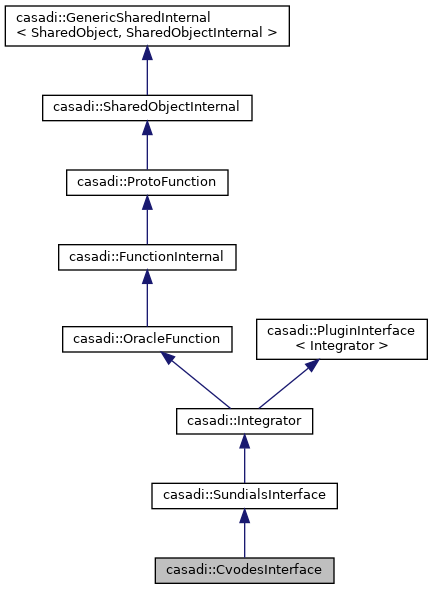 casadi::GenericSharedInternal
< SharedObject, SharedObjectInternal >
casadi::SharedObjectInternal
casadi::ProtoFunction
casadi::FunctionInternal
casadi::OracleFunction
casadi::PluginInterface
< Integrator >
casadi::Integrator
casadi::SundialsInterface
casadi::CvodesInterface